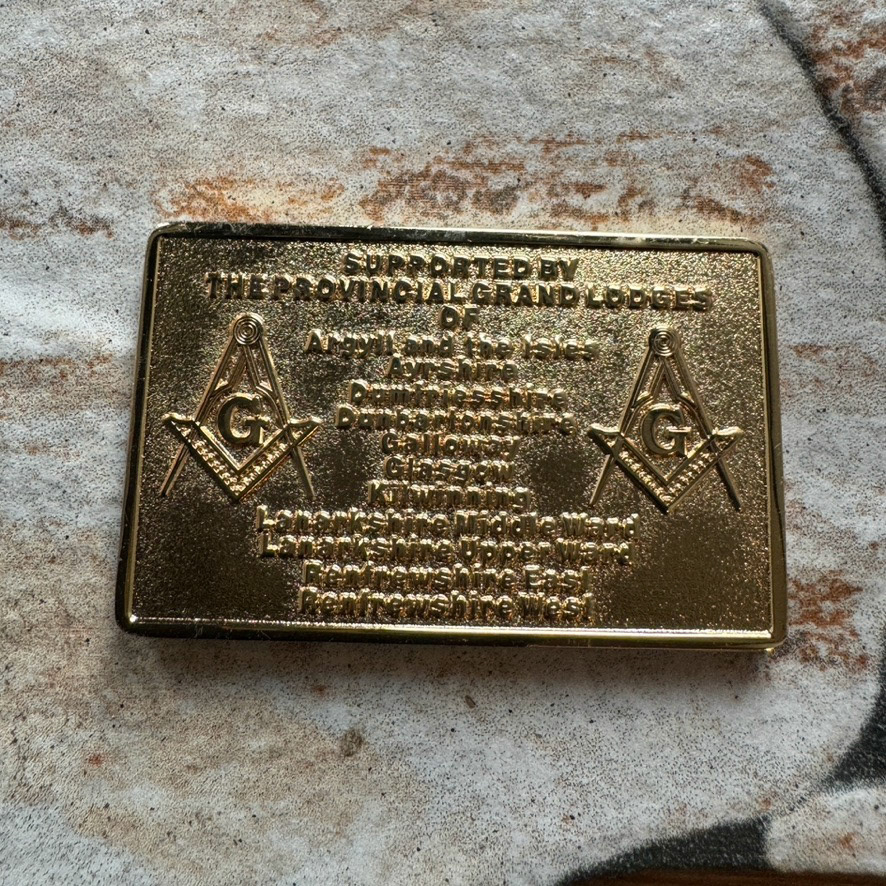 SUPPORTED BY
THE PROVINCIAL GRAND LODGES
OF
Argyll and the Isles
Ayrshire
Dumfriesshire
Dunbartonshire
Galloway
Glasgow
Kilwinning
Lanarkshire Middle Ward
Lanarkshire Upper Ward
Renfrewshire East
Renfrewshire West
G
G